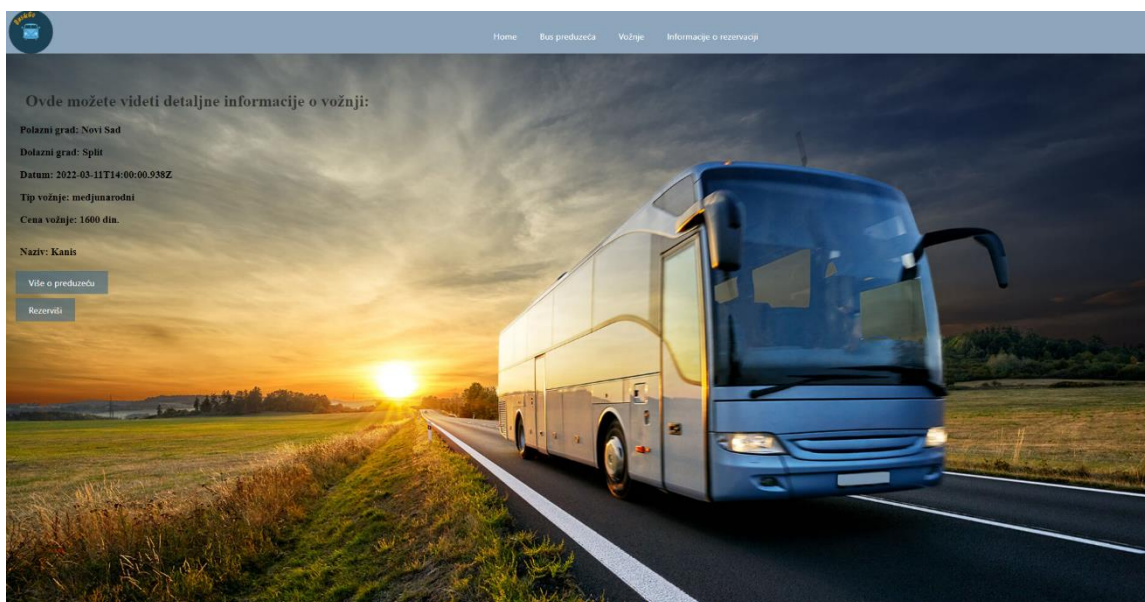 Home Bus preduzeća Vožnje Informacije o rezervaciji
Ovde možete videti detaljne informacije o vožnji:
Polazni grad: Novi Sad
Dolazni grad: Split
Datum: 2022-03-11T14:00:00.938Z
Tip vožnje: medjunarodni
Cena vožnje: 1600 din.
Naziv: Kanis
Više o preduzeću
Rezerviši